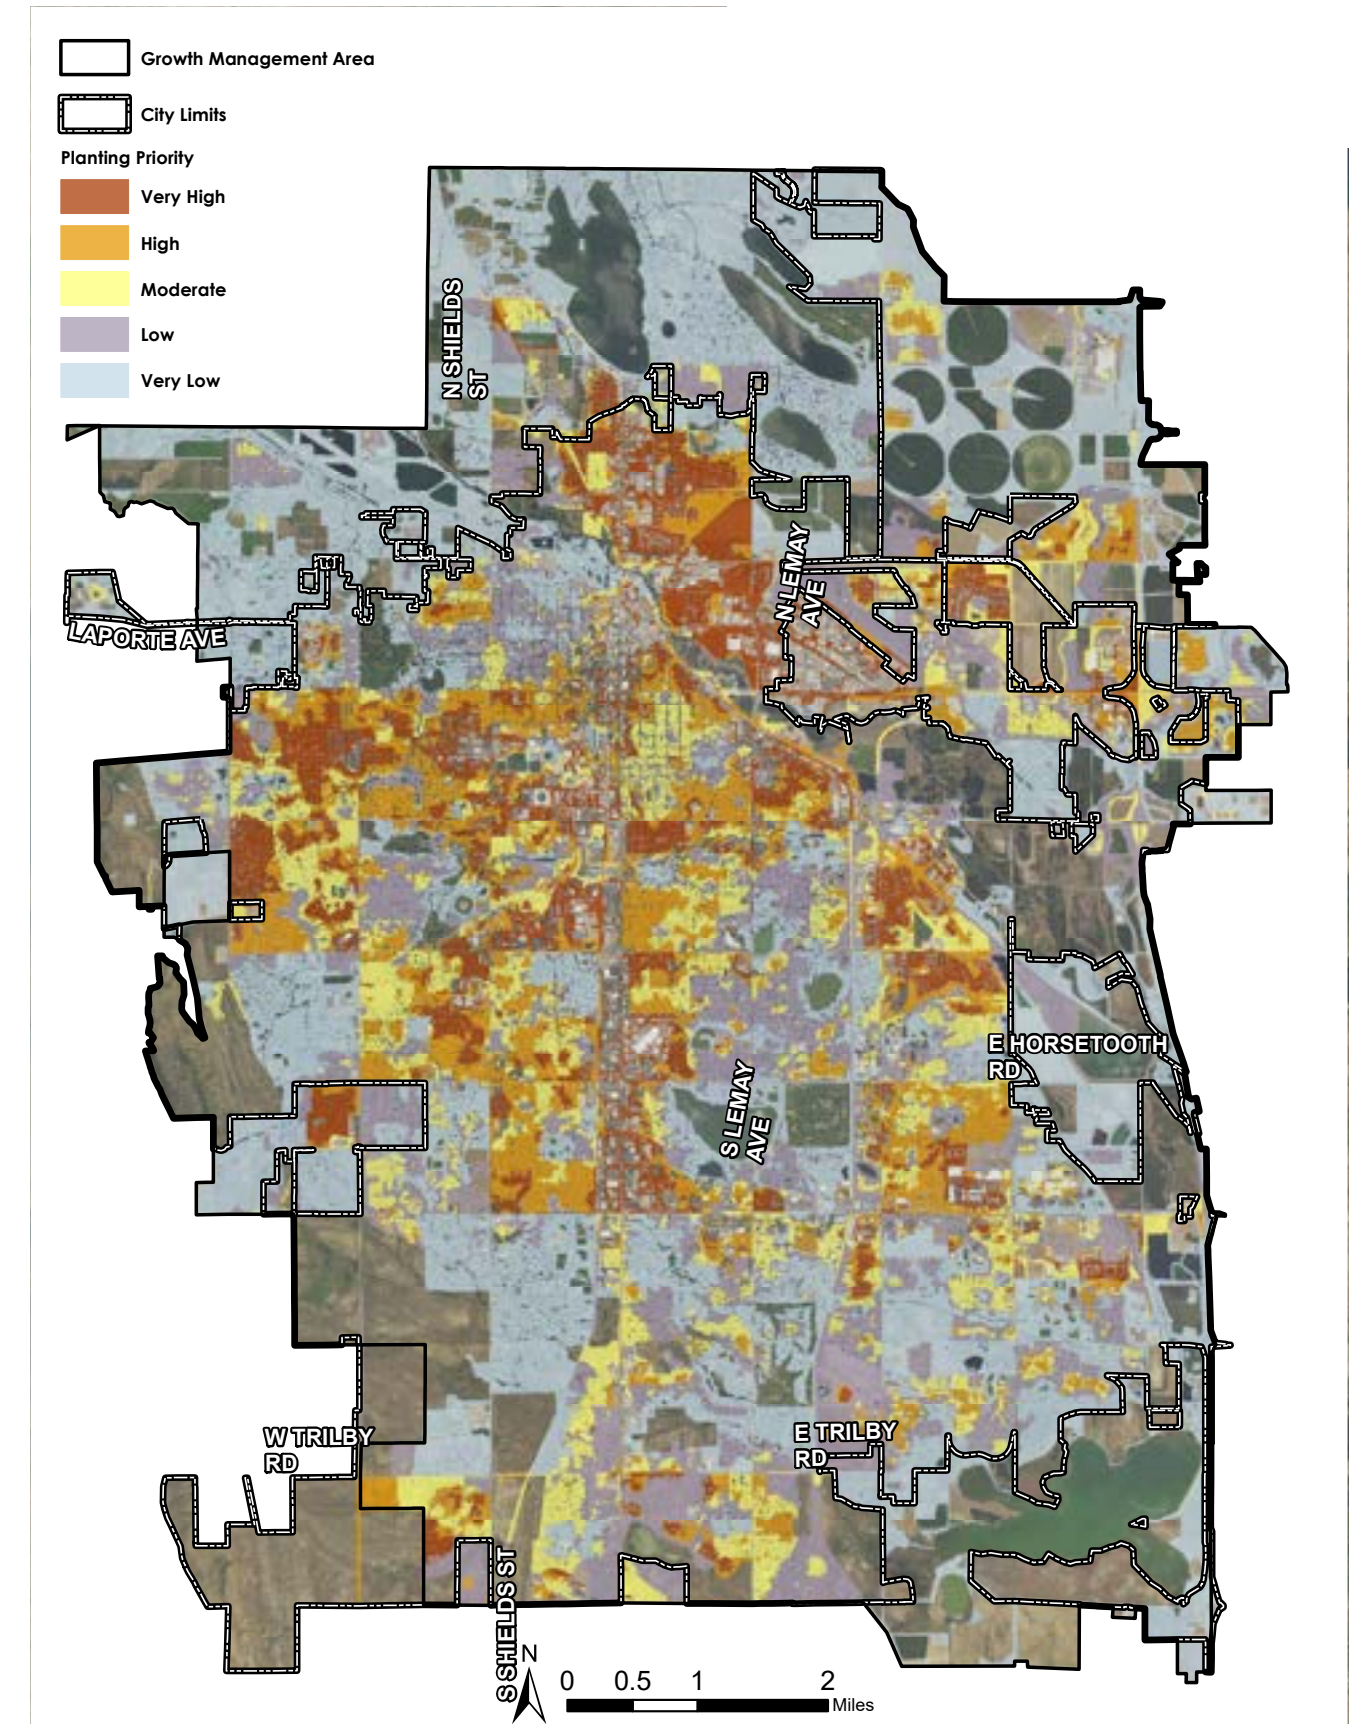 Growth Management Area
City Limits
Planting Priority
Very High
High
Moderate
Low
Very Low
N SHIELDS
ST
N LEMAY
AVE
LAPORTE AVE
E HORSETOOTH
RD
S LEMAY
AVE
W TRILBY
RD
E TRILBY
RD
S SHIELDS ST
N
0 0.5 1 2
Miles